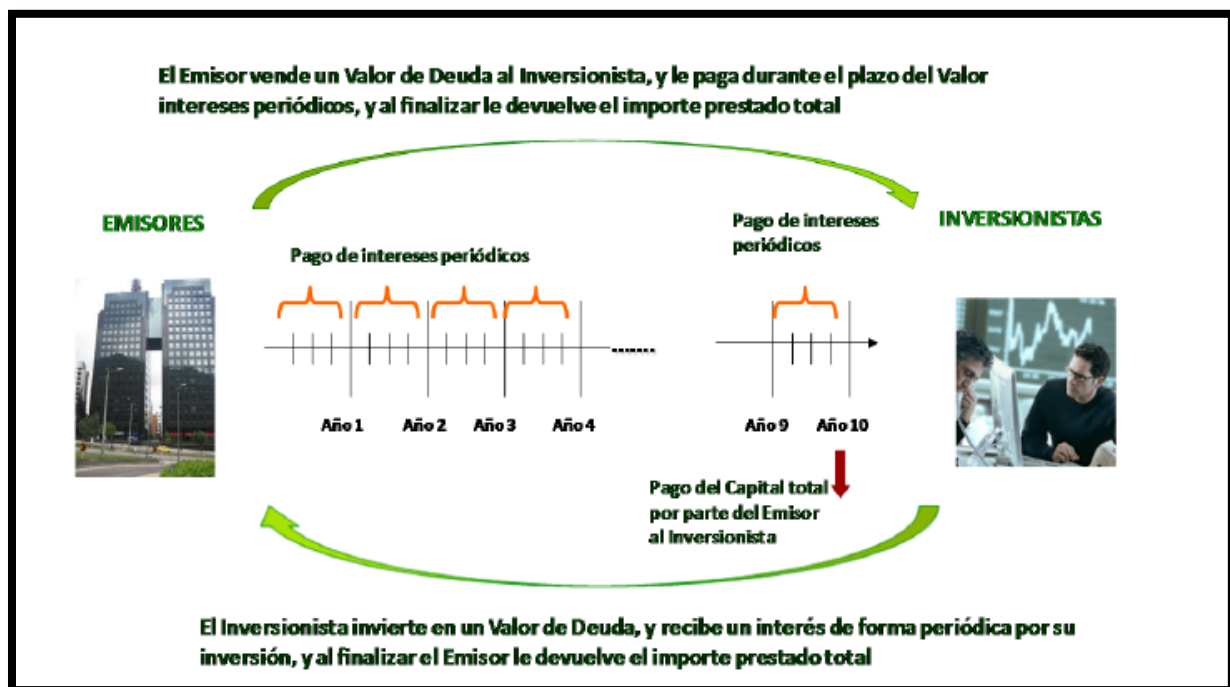 El Emisor vende un Valor de Deuda al Inversionista, y le paga durante el plazo del Valor
intereses periódicos, y al finalizar le devuelve el importe prestado total
EMISORES
Pago de intereses
periódicos
INVERSIONISTAS
Pago de intereses periódicos
........
Año 1
Año 2
Año 3
Año 4
Año 9
Año 10
Pago del Capital total
por parte del Emisor
al Inversionista
El Inversionista invierte en un Valor de Deuda, y recibe un interés de forma periódica por su
inversión, y al finalizar el Emisor le devuelve el importe prestado total